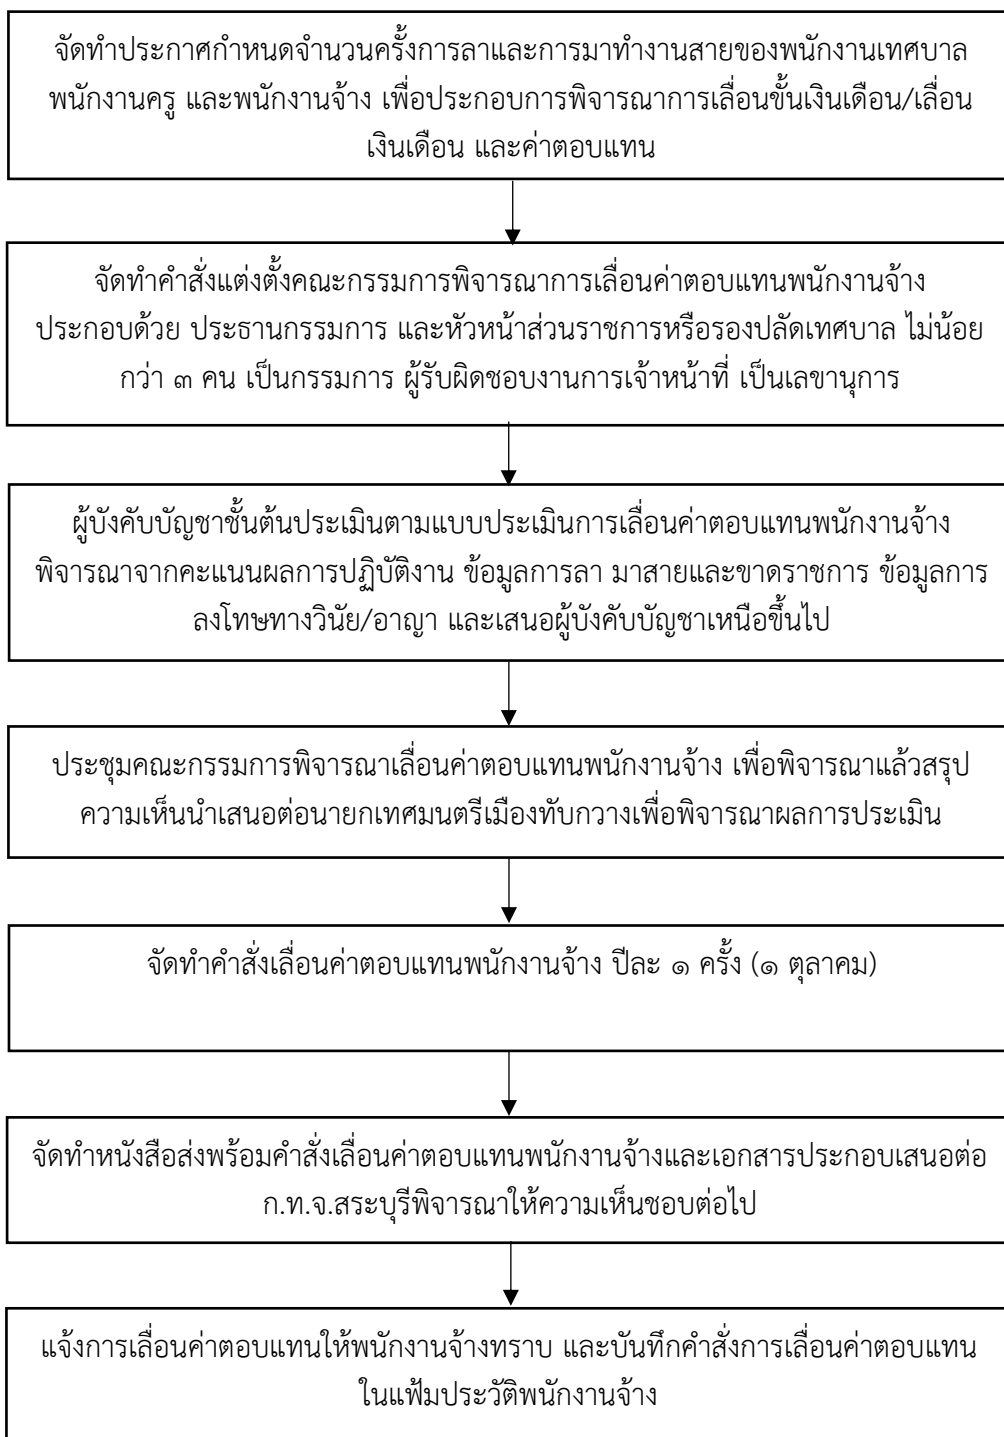 จัดทำประกาศกำหนดจำนวนครั้งการลาและการมาทำงานสายของพนักงานเทศบาล
พนักงานครู และพนักงานจ้าง เพื่อประกอบการพิจารณาการเลื่อนขั้นเงินเดือน/เลื่อน
เงินเดือน และค่าตอบแทน
จัดทำคำสั่งแต่งตั้งคณะกรรมการพิจารณาการเลื่อนค่าตอบแทนพนักงานจ้าง
ประกอบด้วย ประธานกรรมการ และหัวหน้าส่วนราชการหรือรองปลัดเทศบาล ไม่น้อย
กว่า ๓ คน เป็นกรรมการ ผู้รับผิดชอบงานการเจ้าหน้าที่ เป็นเลขานุการ
ผู้บังคับบัญชาชั้นต้นประเมินตามแบบประเมินการเลื่อนค่าตอบแทนพนักงานจ้าง
พิจารณาจากคะแนนผลการปฏิบัติงาน ข้อมูลการลา มาสายและขาดราชการ ข้อมูลการ
ลงโทษทางวินัย/อาญา และเสนอผู้บังคับบัญชาเหนือขึ้นไป
ประชุมคณะกรรมการพิจารณาเลื่อนค่าตอบแทนพนักงานจ้าง เพื่อพิจารณาแล้วสรุป
ความเห็นนำเสนอต่อนายกเทศมนตรีเมืองทับกวางเพื่อพิจารณาผลการประเมิน
จัดทำคำสั่งเลื่อนค่าตอบแทนพนักงานจ้าง ปีละ ๑ ครั้ง (๑ ตุลาคม)
จัดทำหนังสือส่งพร้อมคำสั่งเลื่อนค่าตอบแทนพนักงานจ้างและเอกสารประกอบเสนอต่อ
ก.ท.จ.สระบุรีพิจารณาให้ความเห็นชอบต่อไป
แจ้งการเลื่อนค่าตอบแทนให้พนักงานจ้างทราบ และบันทึกคำสั่งการเลื่อนค่าตอบแทน
ในแฟ้มประวัติพนักงานจ้าง